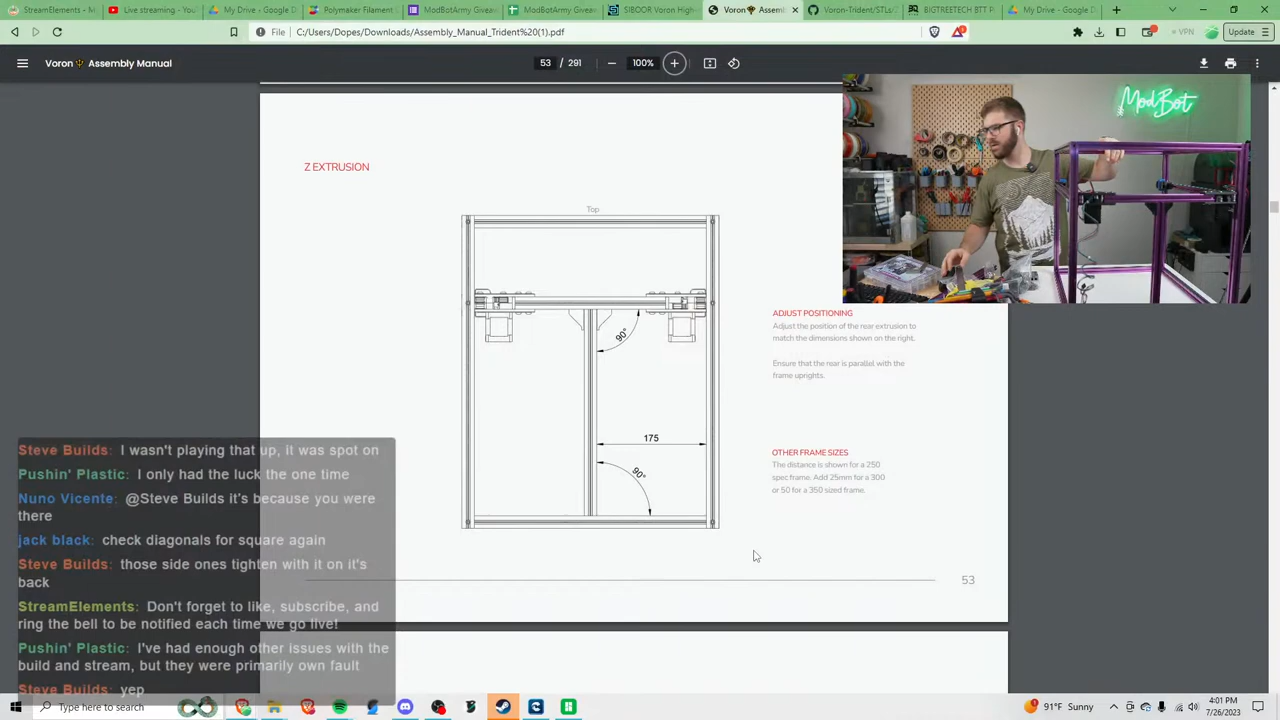 StreamElements -
Live streaming - You
My Drive - Google D
Polymaker Filament
ModBotArmy Giveaw
ModBotArmy Givea
SIBOOR Voron High
Voron Assem
Voron-Trident/STLs
Untitled spreadsheet
BIGTREETECH BTT P
My Drive - Google D
File C:/Users/Dopes/Downloads/Assembly_Manual_Trident%20(1).pdf
VPN
Update
Voron Assembly Manual
53 / 291
100%
ModBot
Z EXTRUSION
Top
90°
175
90°
ADJUST POSITIONING
Adjust the position of the rear extrusion to
match the dimensions shown on the right.
Ensure that the rear is parallel with the
frame uprights.
OTHER FRAME SIZES
The distance is shown for a 250
spec frame. Add 25mm for a 300
or 50 for a 350 sized frame.
53
Steve Builds: I wasn't playing that up, it was spot on
Pushin' Plastic: I only had the luck the one time
Nuno Vicente: @Steve Builds it's because you were
there
jack black: check diagonals for square again
Steve Builds: those side ones tighten with it on it's
back
StreamElements: Don't forget to like, subscribe, and
ring the bell to be notified each time we go live!
Pushin' Plastic: I've had enough other issues with the
build and stream, but they were primarily own fault
Steve Builds: yep
Type here to search
91°F Sunny
4:01 PM
7/26/2023